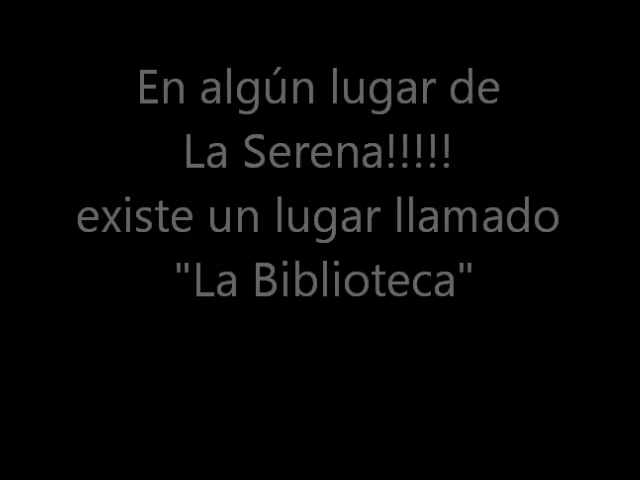 En algún lugar de
La Serena!!!!!
existe un lugar llamado
"La Biblioteca"